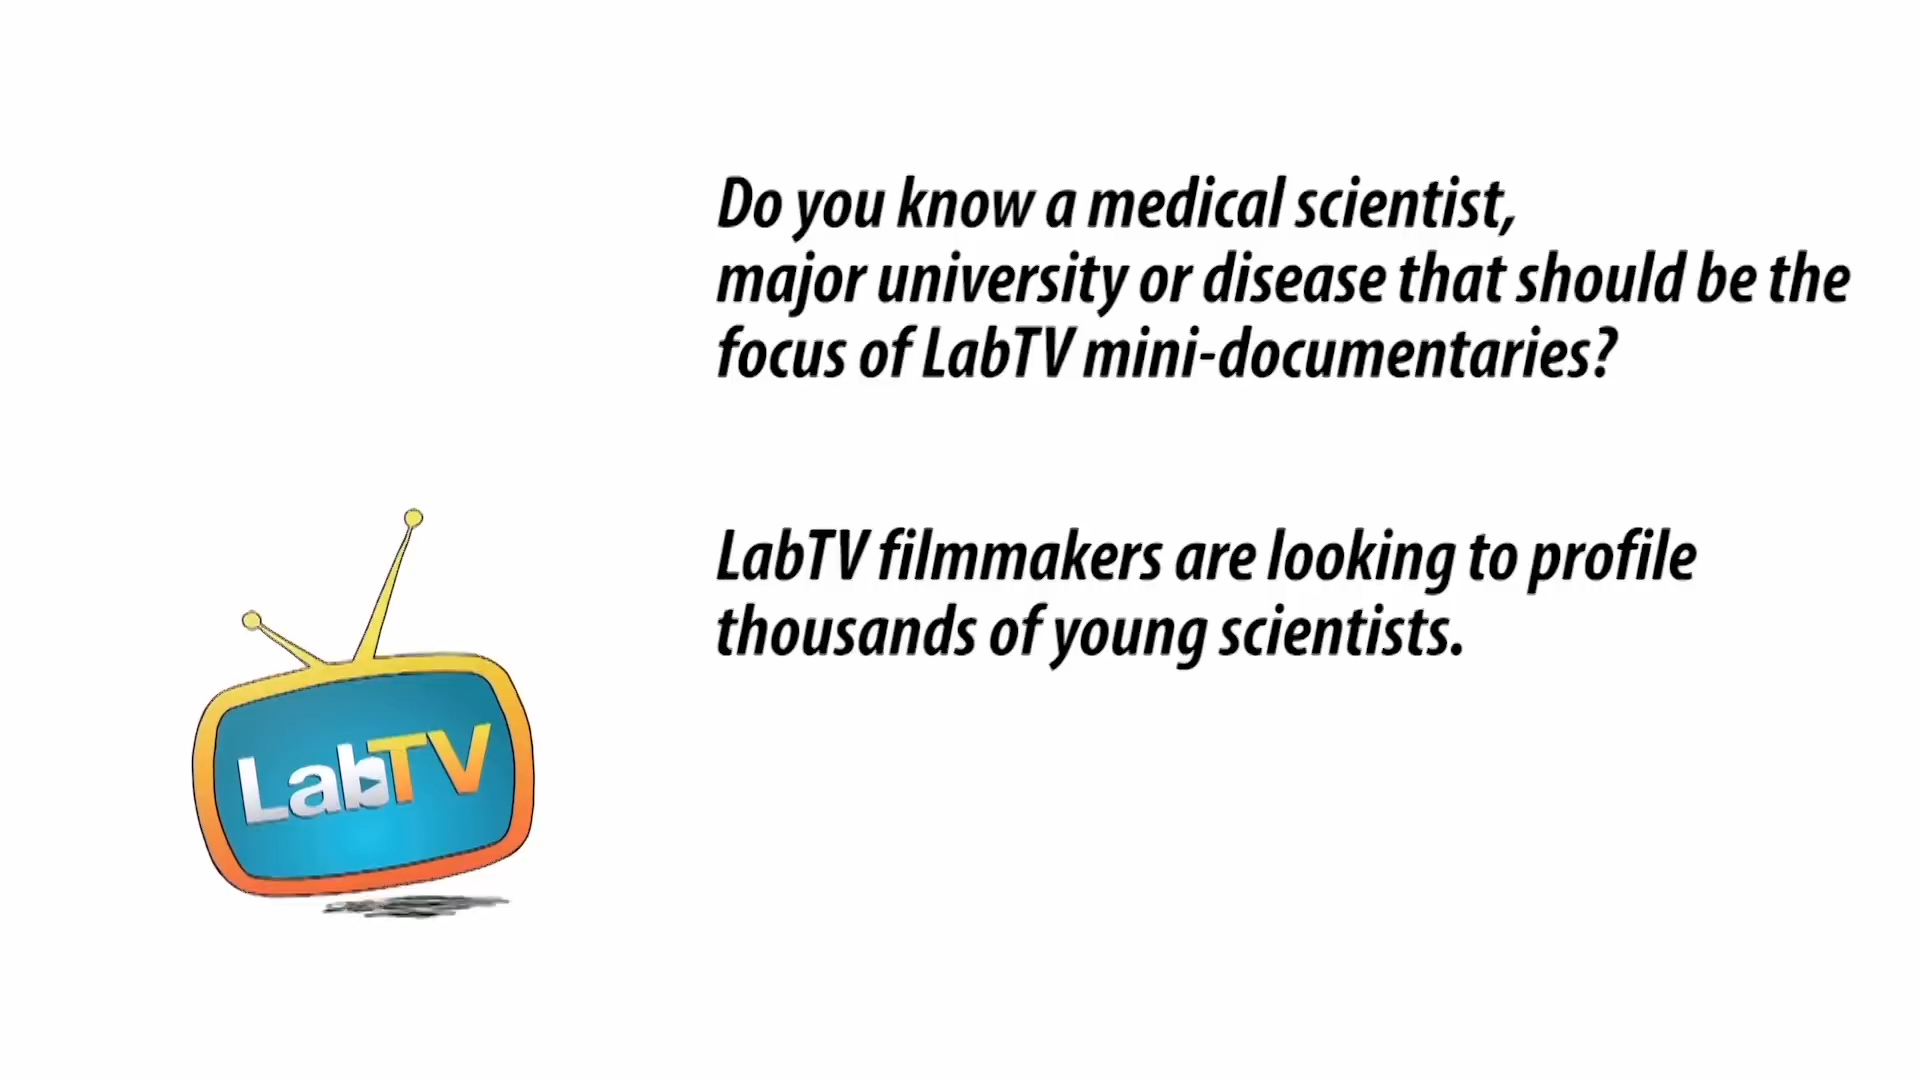 Do you know a medical scientist,
major university or disease that should be the
focus of LabTV mini-documentaries?
LabTV filmmakers are looking to profile
thousands of young scientists.
LabTV